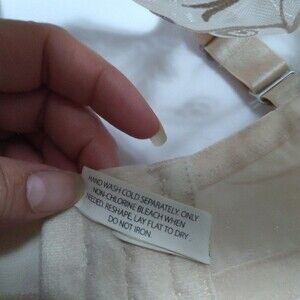 HAND WASH COLD SEPARATELY. ONLY
NON-CHLORINE BLEACH WHEN
NEEDED. RESHAPE, LAY FLAT TO DRY.
DO NOT IRON.